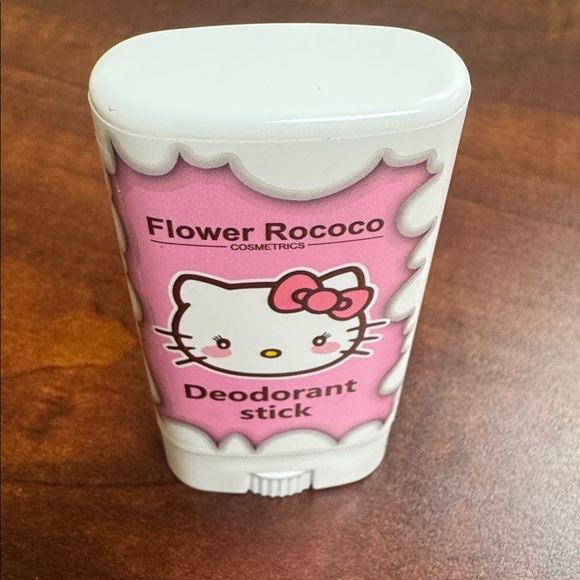 Flower Rococo
COSMETRICS
Deodorant
stick